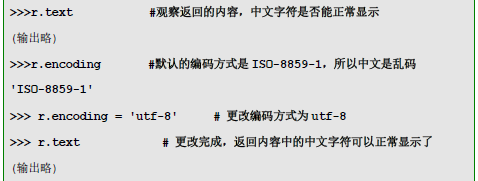 >>>r.text #观察返回的内容，中文字符是否能正常显示
(输出略)
>>>r.encoding #默认的编码方式是 ISO-8859-1，所以中文是乱码
'ISO-8859-1'
>>> r.encoding = 'utf-8' # 更改编码方式为 utf-8
>>> r.text # 更改完成，返回内容中的中文字符可以正常显示了
(输出略)